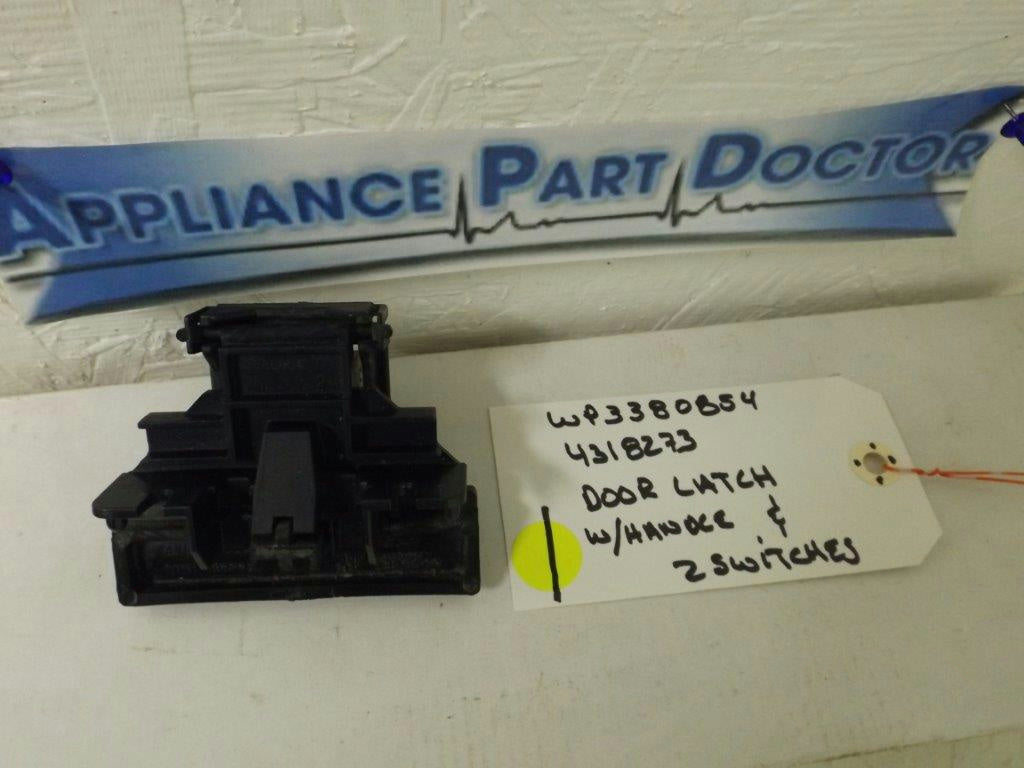 APPLIANCE PART DOCTOR
WP3380854
4318273
DOOR LATCH
W/HANDLE &
2 SWITCHES